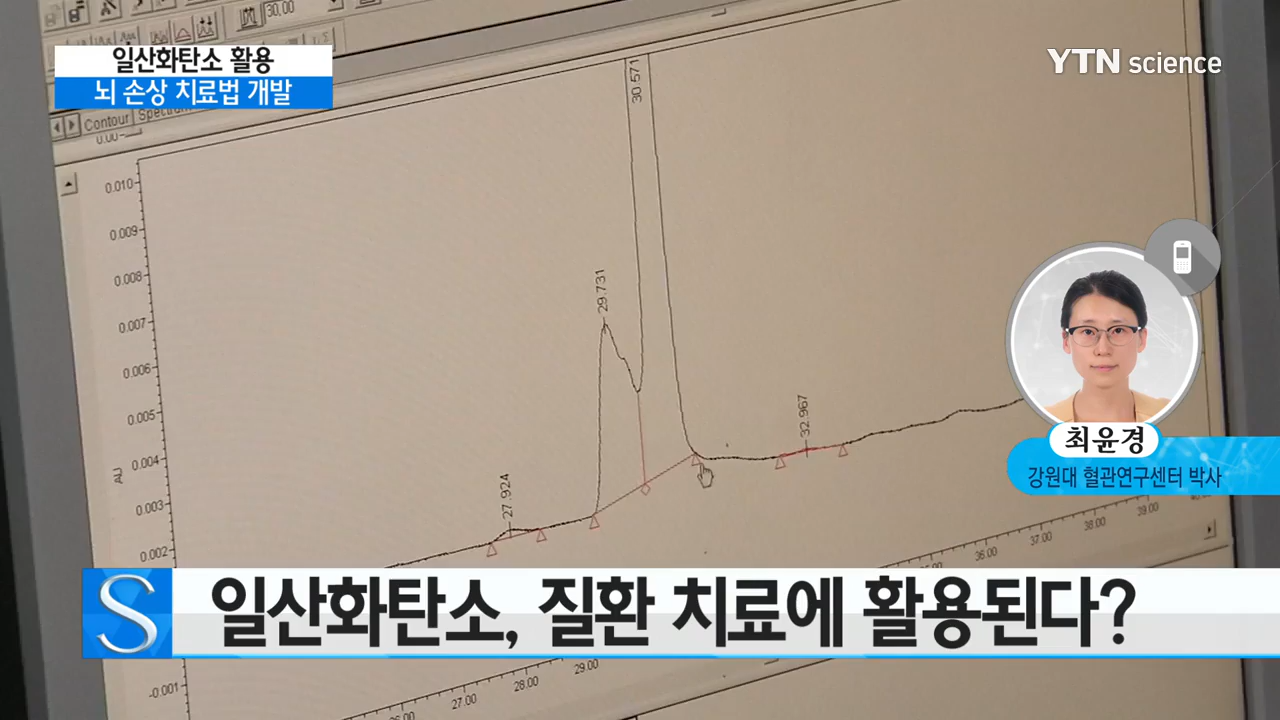 30.00
일산화탄소 활용
뇌 손상 치료법 개발
YTN science
Contour
0.00
30.571
0.010
0.009
0.008
29.731
0.007
0.006
0.005
32.967
최윤경
강원대 혈관연구센터 박사
0.004
AU
27.924
0.003
0.002
39.00
38.00
37.00
36.00
S 일산화탄소, 질환 치료에 활용된다?
29.00
28.00
27.00
-0.001